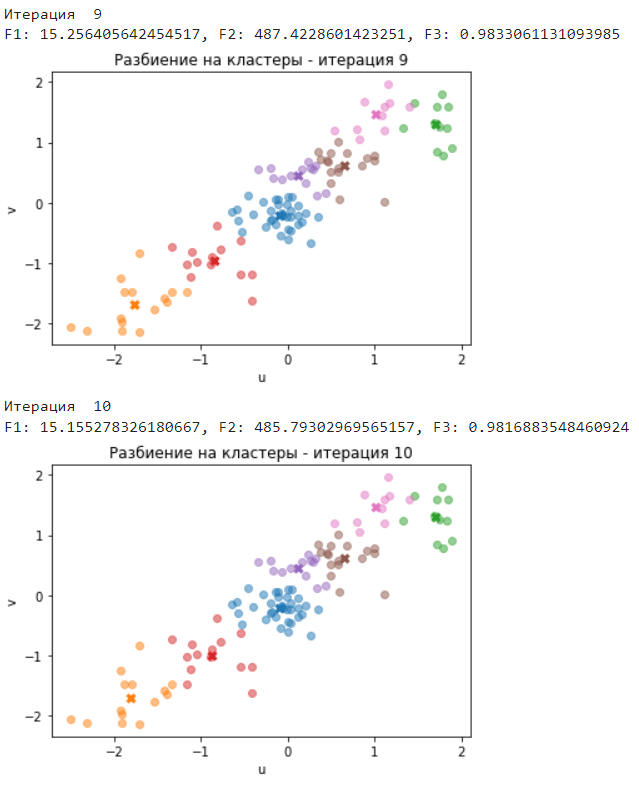 Итерация  9
F1: 15.256405642454517, F2: 487.4228601423251, F3: 0.9833061131093985
Разбиение на кластеры - итерация 9
2
1
0
−1
−2
v
−2 −1 0 1 2
u
Итерация  10
F1: 15.155278326180667, F2: 485.79302969565157, F3: 0.9816883548460924
Разбиение на кластеры - итерация 10
2
1
0
−1
−2
v
−2 −1 0 1 2
u